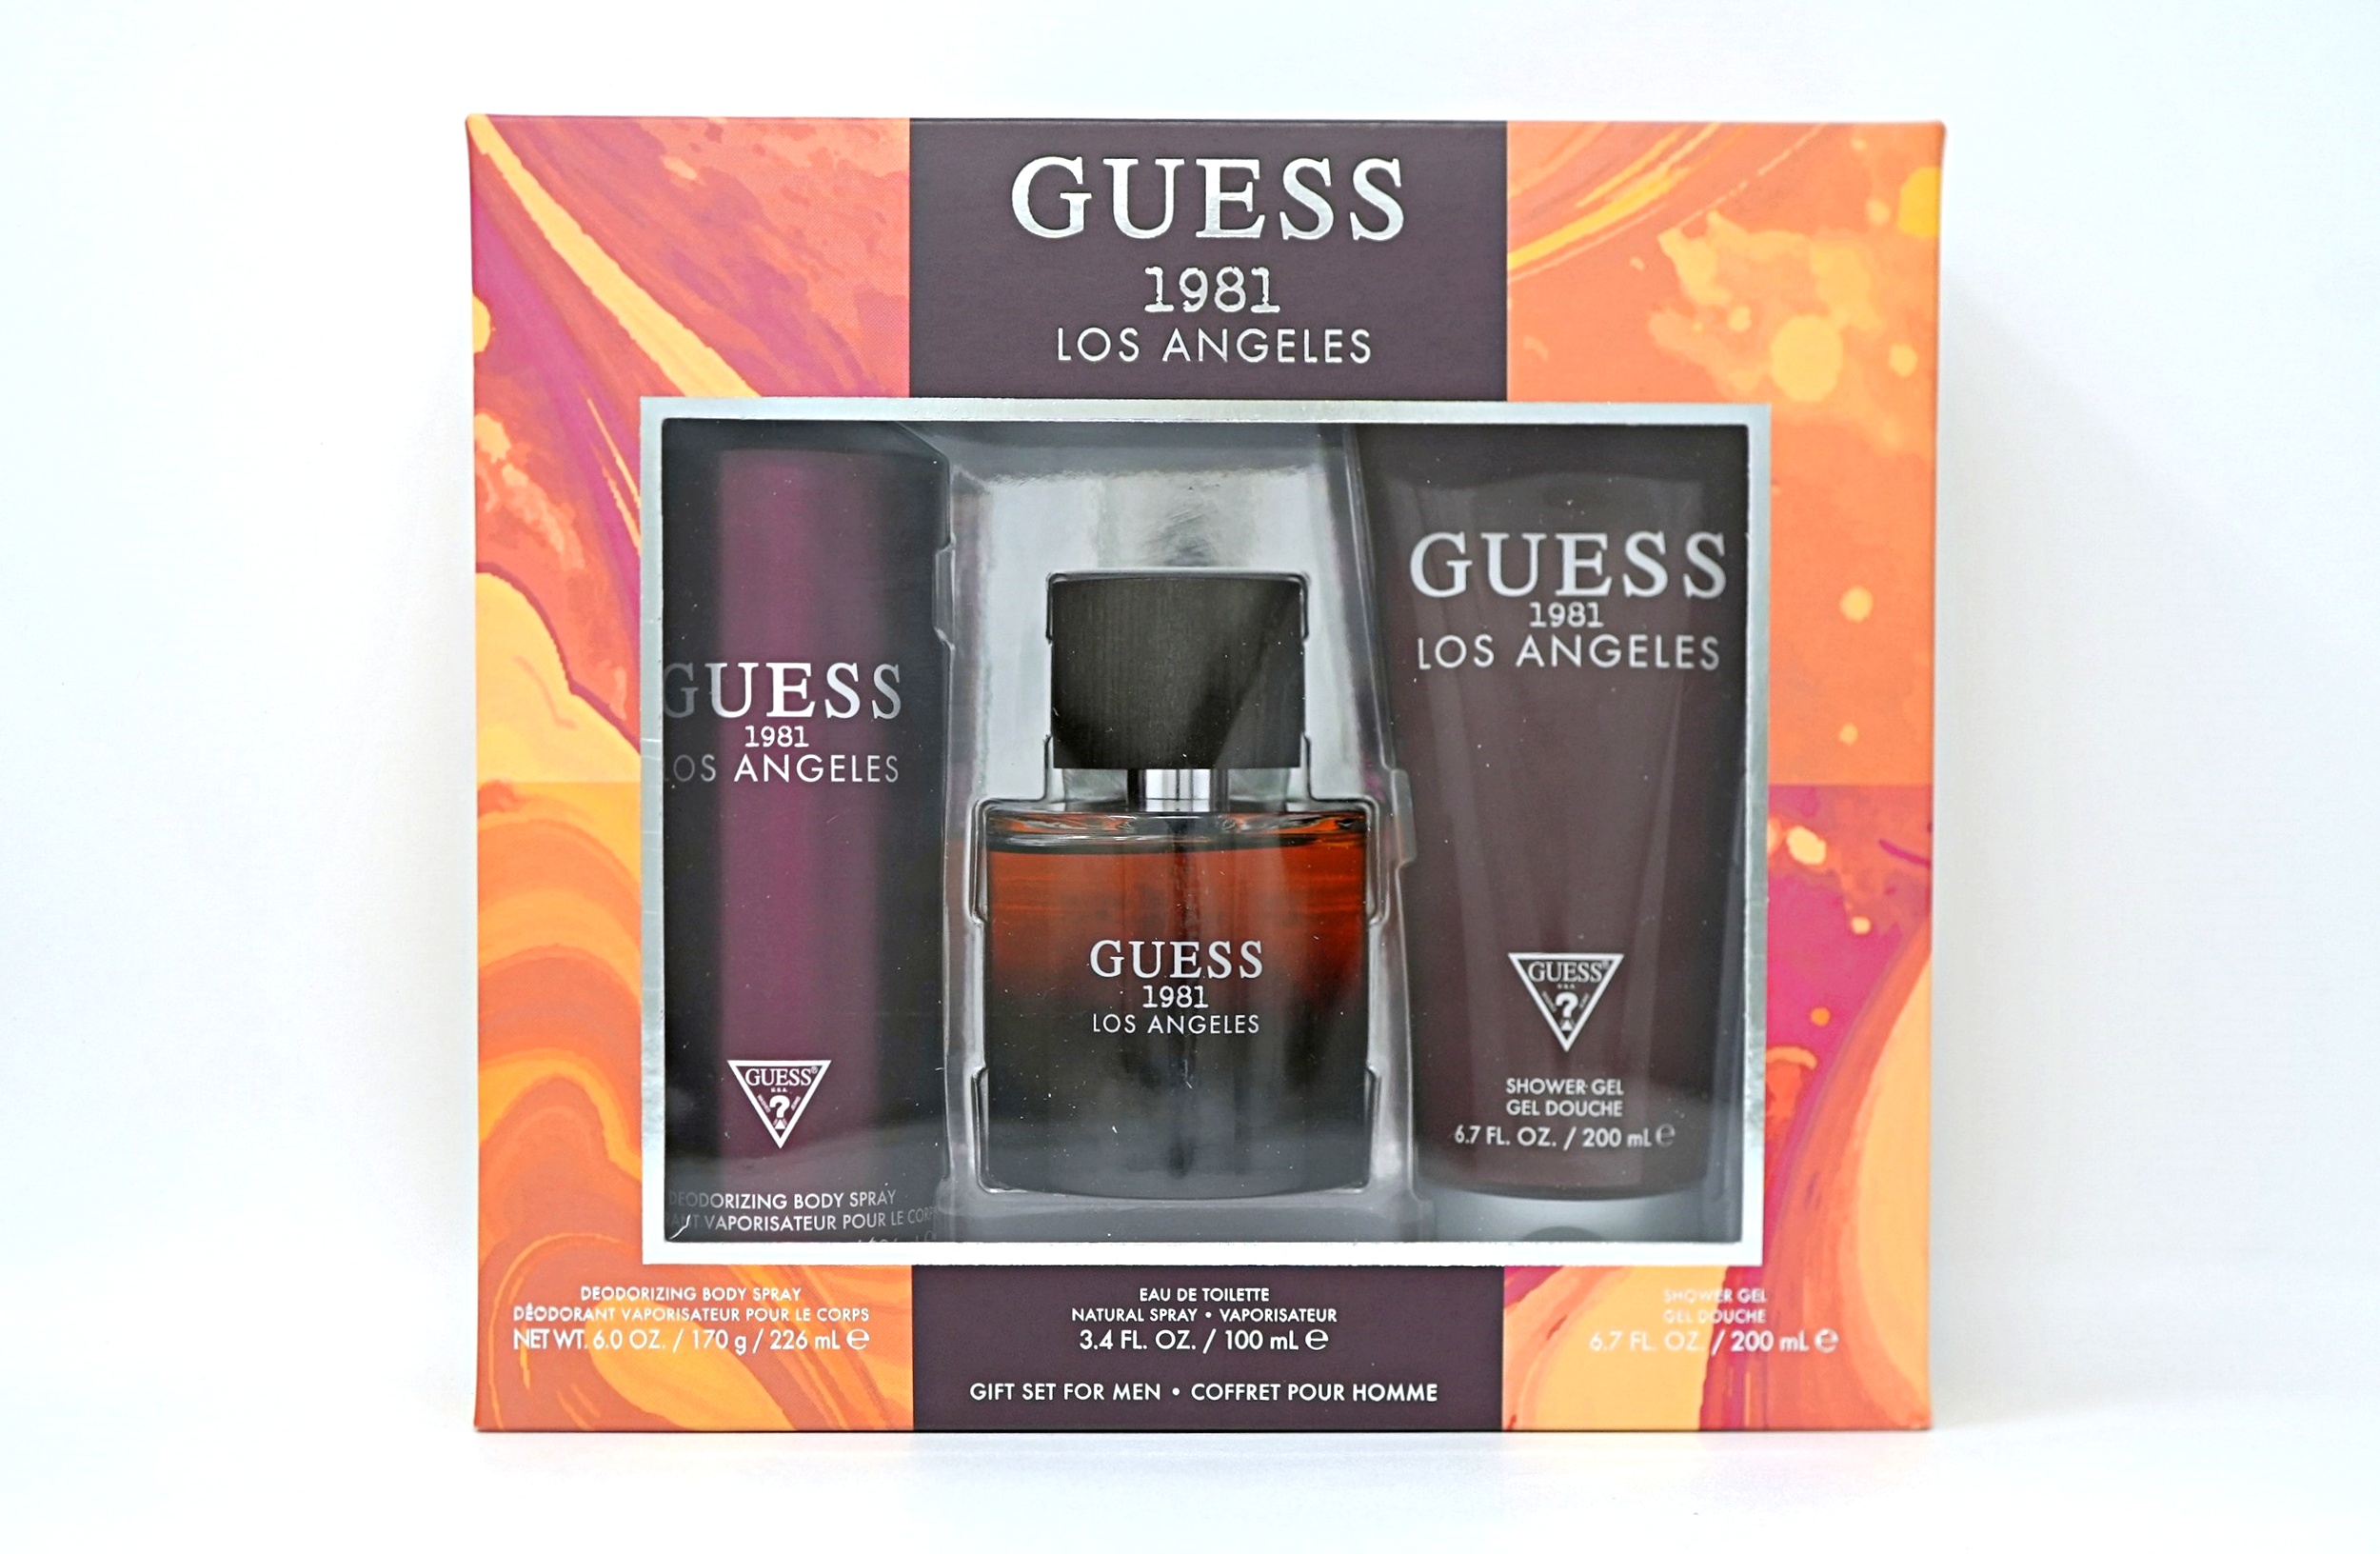 GUESS
1981
LOS ANGELES
GUESS
1981
LOS ANGELES
GUESS®
U.S.A.
?
DEODORIZING BODY SPRAY
VAPORISATEUR POUR LE CORPS
GUESS
1981
LOS ANGELES
GUESS
1981
LOS ANGELES
GUESS®
U.S.A.
?
SHOWER GEL
GEL DOUCHE
6.7 FL. OZ. / 200 mL ℮
DEODORIZING BODY SPRAY
DÉODORANT VAPORISATEUR POUR LE CORPS
NET WT. 6.0 OZ. / 170 g / 226 mL ℮
EAU DE TOILETTE
NATURAL SPRAY • VAPORISATEUR
3.4 FL. OZ. / 100 mL ℮
GIFT SET FOR MEN • COFFRET POUR HOMME
SHOWER GEL
GEL DOUCHE
6.7 FL. OZ. / 200 mL ℮